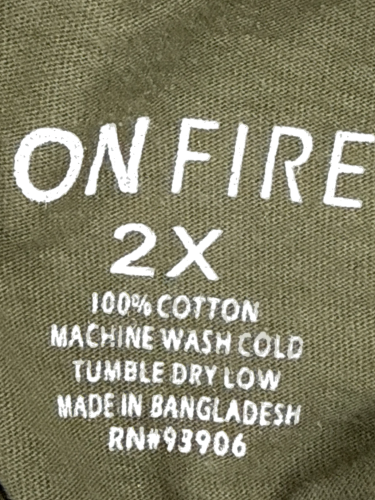 ON FIRE
2X
100% COTTON
MACHINE WASH COLD
TUMBLE DRY LOW
MADE IN BANGLADESH
RN#93906